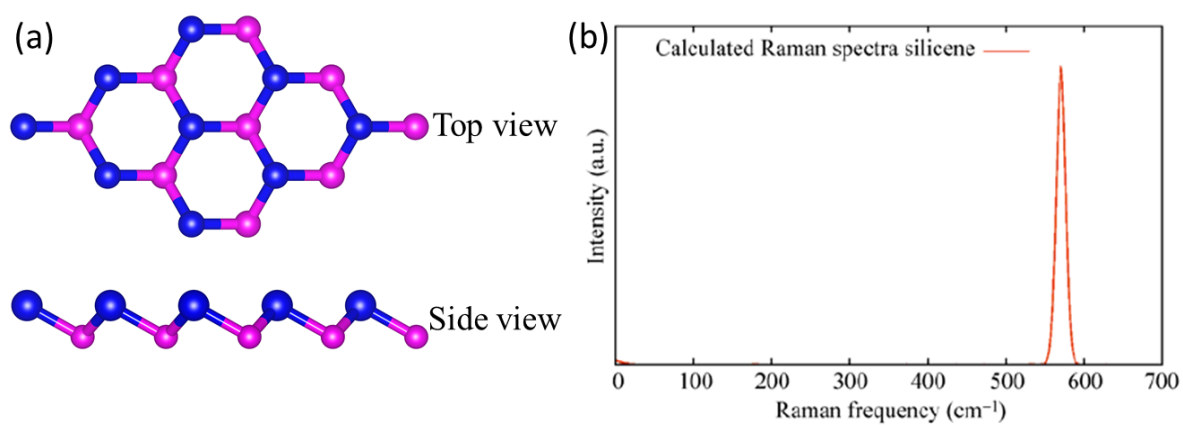 (a)
Top view
Side view
(b)
Calculated Raman spectra silicene
Intensity (a.u.)
0 100 200 300 400 500 600 700
Raman frequency (cm⁻¹)